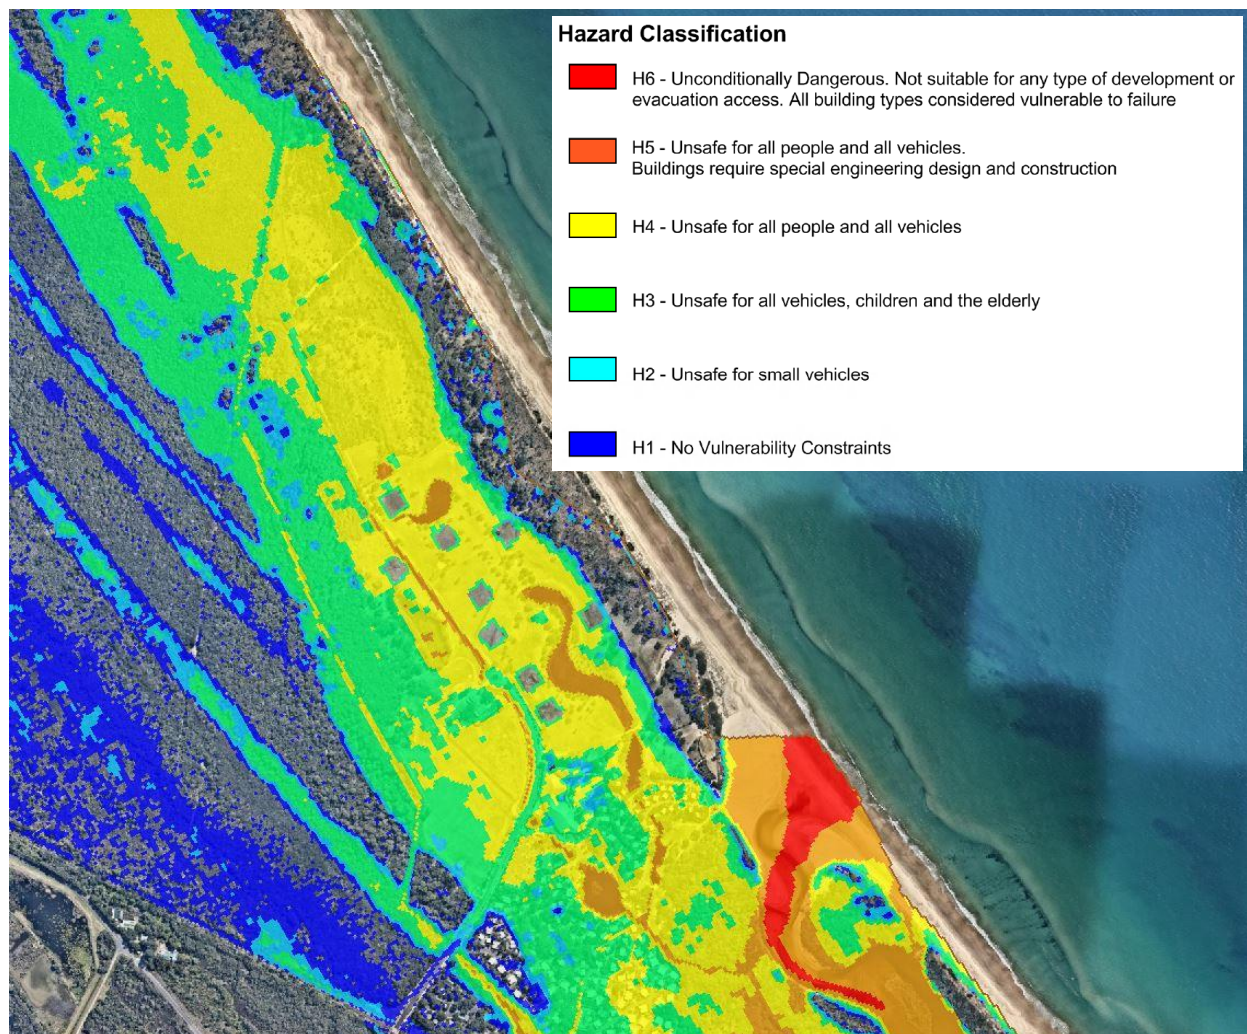 Hazard Classification
H6 - Unconditionally Dangerous. Not suitable for any type of development or
evacuation access. All building types considered vulnerable to failure
H5 - Unsafe for all people and all vehicles.
Buildings require special engineering design and construction
H4 - Unsafe for all people and all vehicles
H3 - Unsafe for all vehicles, children and the elderly
H2 - Unsafe for small vehicles
H1 - No Vulnerability Constraints